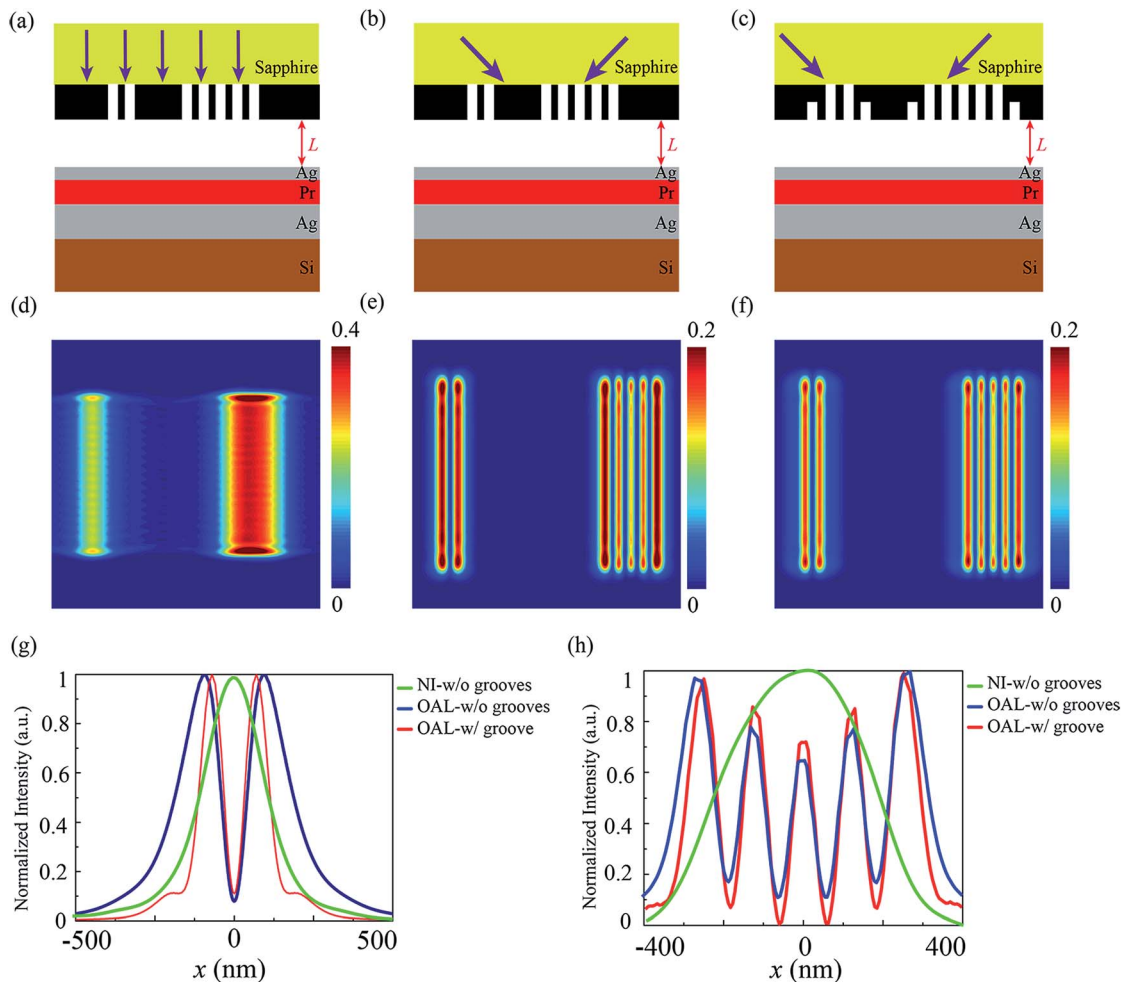 (a)
(b)
(c)
Sapphire
Sapphire
Sapphire
L
L
L
Ag
Ag
Ag
Pr
Pr
Pr
Ag
Ag
Ag
Si
Si
Si
(d)
0.4
0
(e)
0.2
0
(f)
0.2
0
(g)
Normalized Intensity (a.u.)
1
0.8
0.6
0.4
0.2
0
-500
0
500
x (nm)
NI-w/o grooves
OAL-w/o grooves
OAL-w/ groove
(h)
Normalized Intensity (a.u.)
1
0.8
0.6
0.4
0.2
0
-400
0
400
x (nm)
NI-w/o grooves
OAL-w/o grooves
OAL-w/ groove